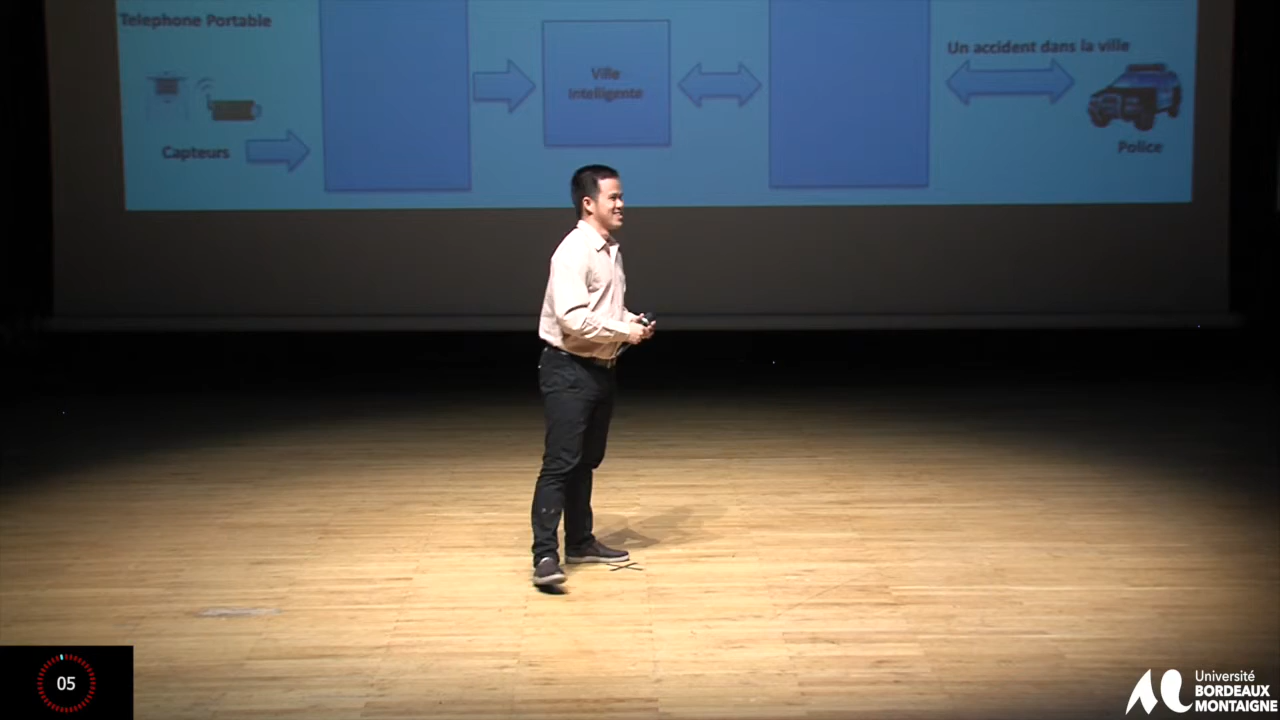 Telephone Portable
Un accident dans la ville
Ville
Intelligente
Capteurs
Police
05
Université
BORDEAUX
MONTAIGNE